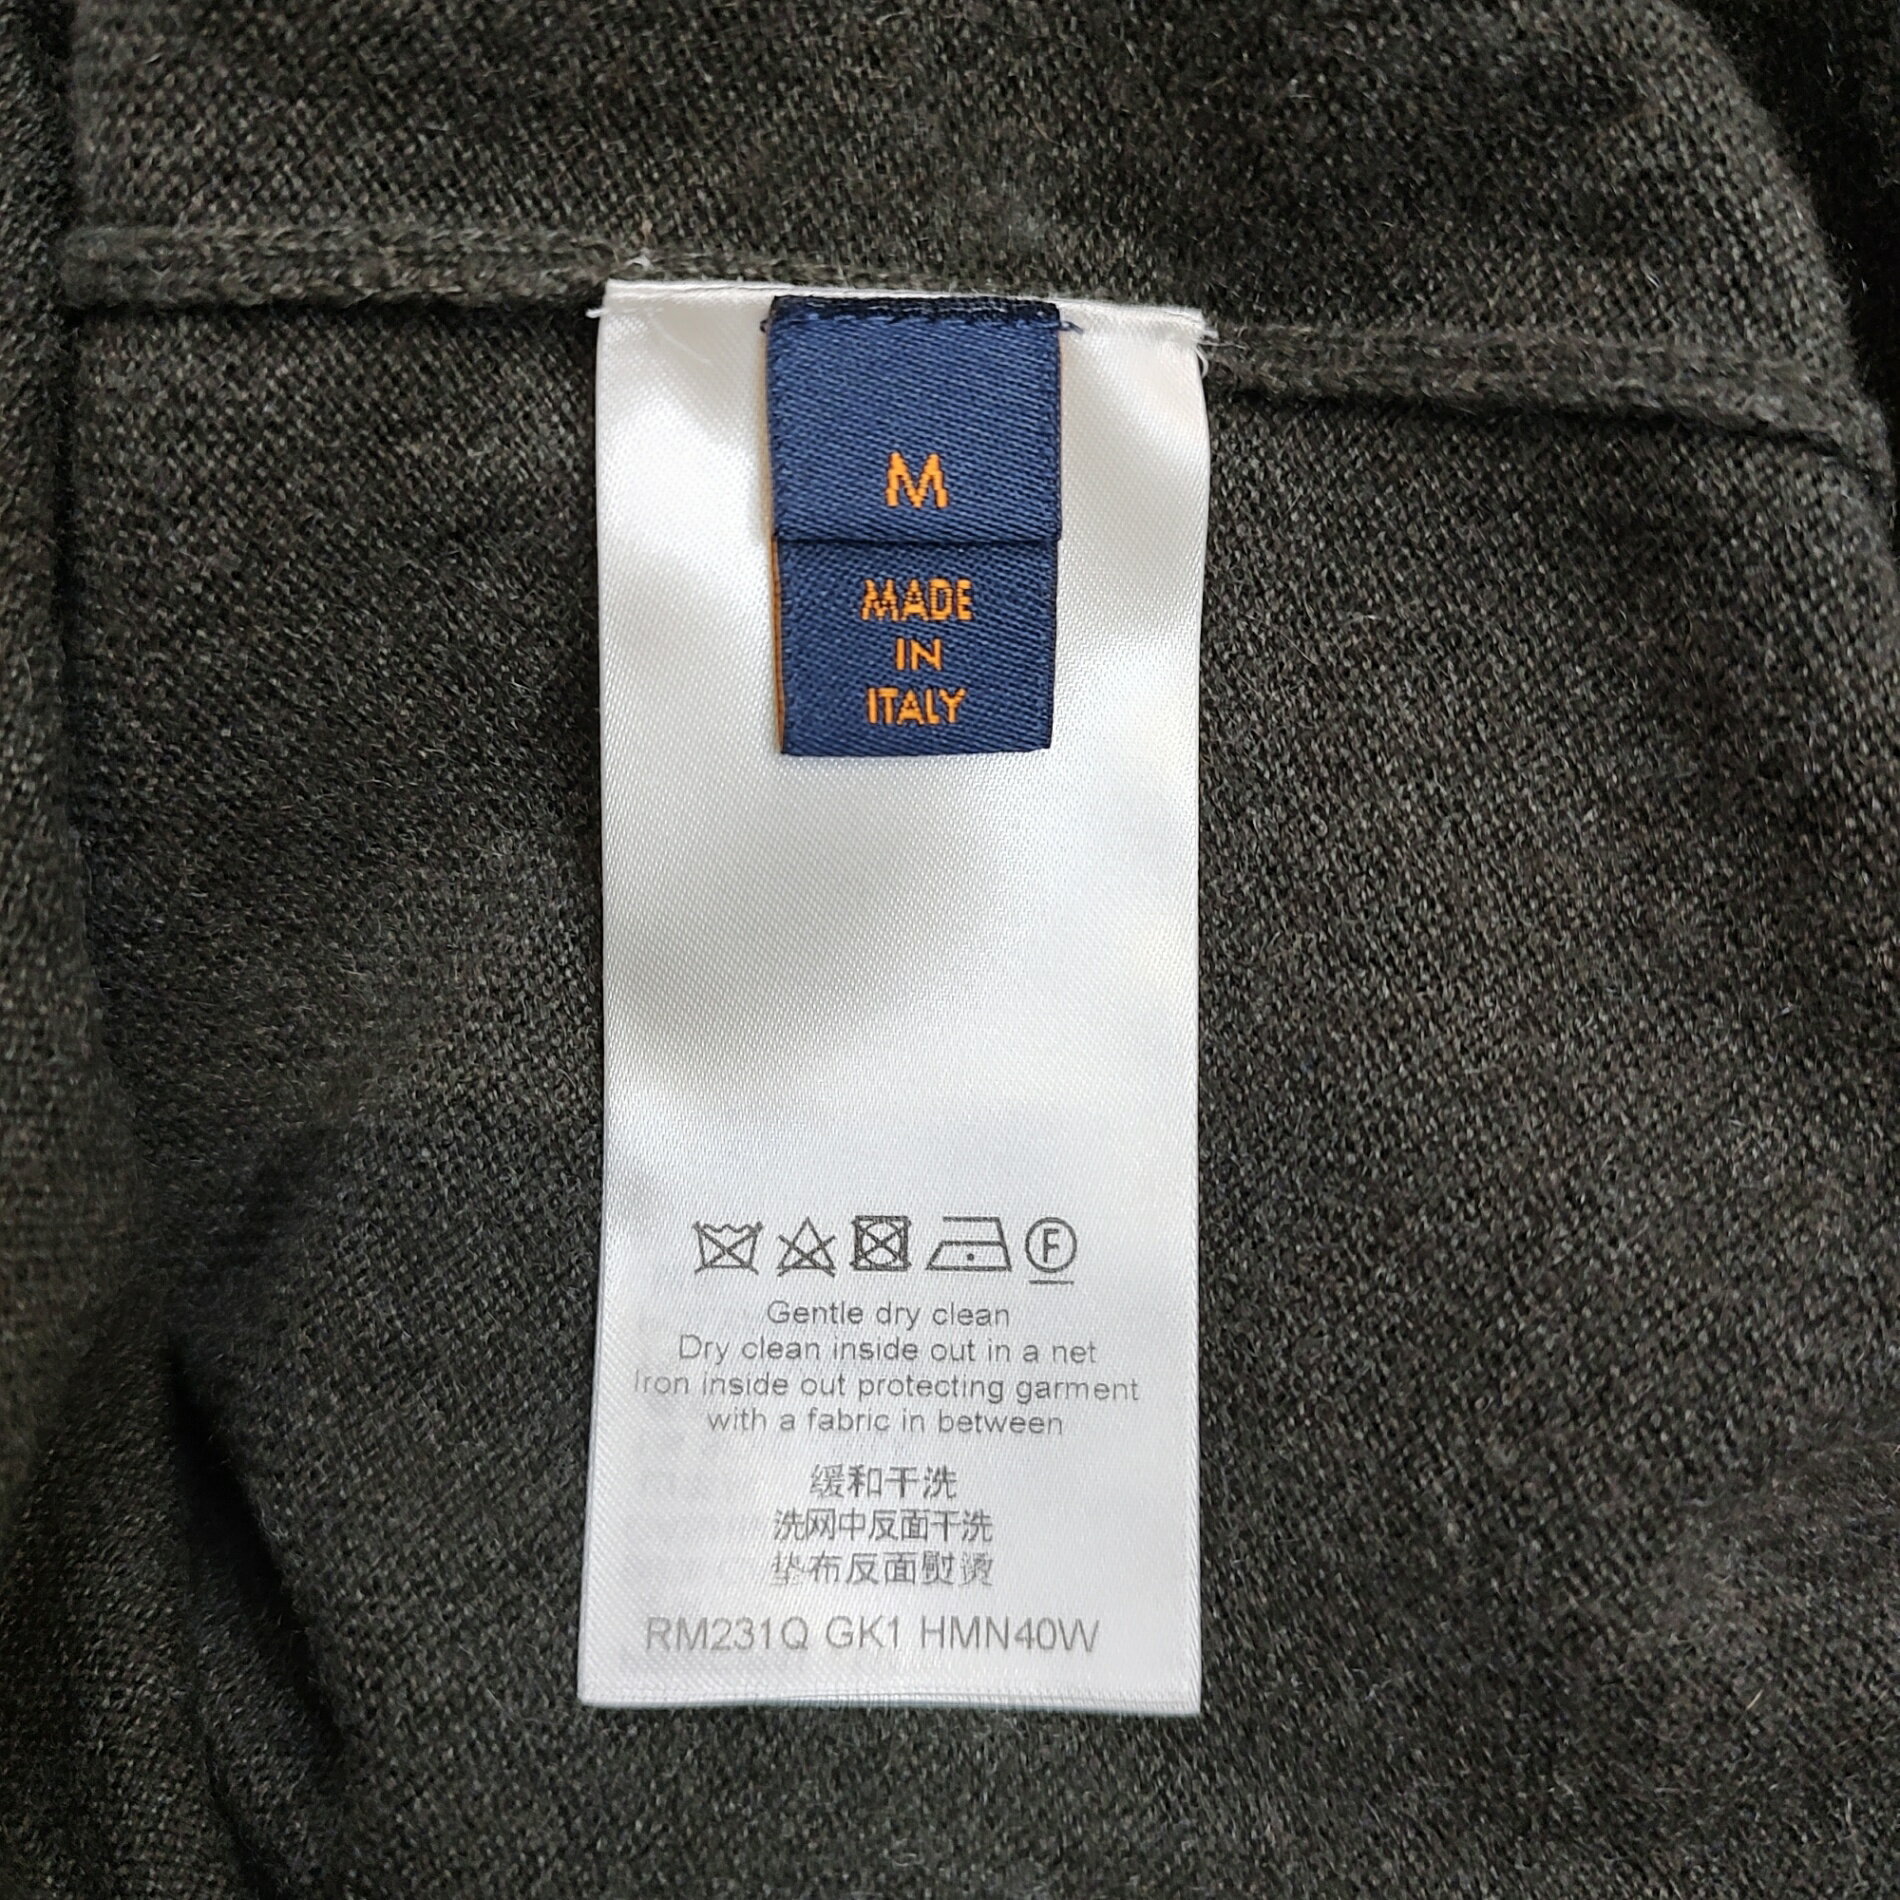 M
MADE
IN
ITALY
F
Gentle dry clean
Dry clean inside out in a net
Iron inside out protecting garment
with a fabric in between
缓和干洗
洗网中反面干洗
垫布反面熨烫
RM231Q GK1 HMN40W